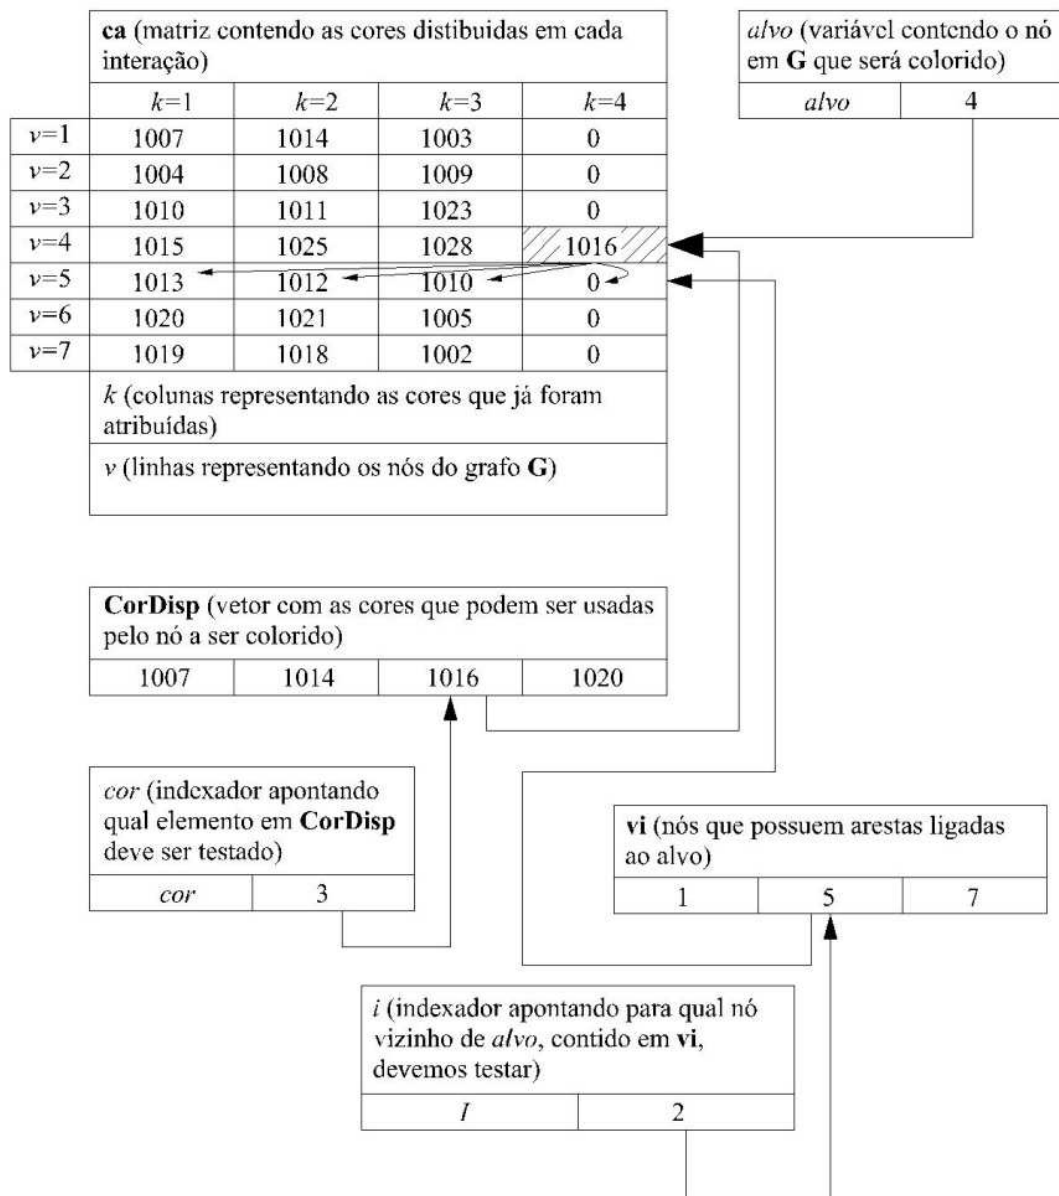 ca (matriz contendo as cores distibuidas em cada
interação)
k=1 k=2 k=3 k=4
v=1 1007 1014 1003 0
v=2 1004 1008 1009 0
v=3 1010 1011 1023 0
v=4 1015 1025 1028 1016
v=5 1013 1012 1010 0
v=6 1020 1021 1005 0
v=7 1019 1018 1002 0
k (colunas representando as cores que já foram
atribuídas)
v (linhas representando os nós do grafo G)
alvo (variável contendo o nó
em G que será colorido)
alvo 4
CorDisp (vetor com as cores que podem ser usadas
pelo nó a ser colorido)
1007 1014 1016 1020
cor (indexador apontando
qual elemento em CorDisp
deve ser testado)
cor 3
vi (nós que possuem arestas ligadas
ao alvo)
1 5 7
i (indexador apontando para qual nó
vizinho de alvo, contido em vi,
devemos testar)
I 2